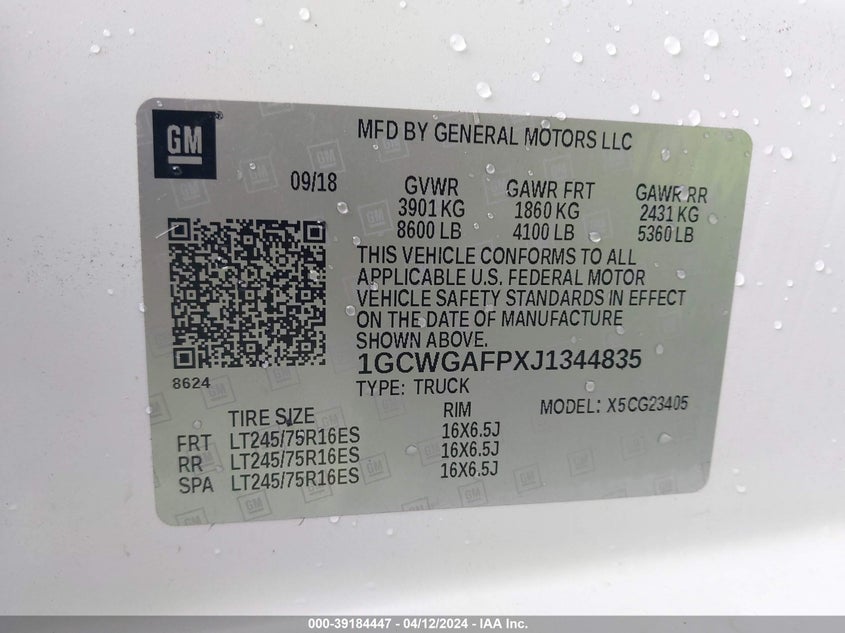 GM
MFD BY GENERAL MOTORS LLC
09/18
GVWR GAWR FRT GAWR RR
3901 KG 1860 KG 2431 KG
8600 LB 4100 LB 5360 LB
THIS VEHICLE CONFORMS TO ALL
APPLICABLE U.S. FEDERAL MOTOR
VEHICLE SAFETY STANDARDS IN EFFECT
ON THE DATE OF MANUFACTURE
SHOWN ABOVE.
1GCWGAFPXJ1344835
8624
TYPE: TRUCK
MODEL: X5CG23405
TIRE SIZE RIM
FRT LT245/75R16ES 16X6.5J
RR LT245/75R16ES 16X6.5J
SPA LT245/75R16ES 16X6.5J
000-39184447 - 04/12/2024 - IAA Inc.